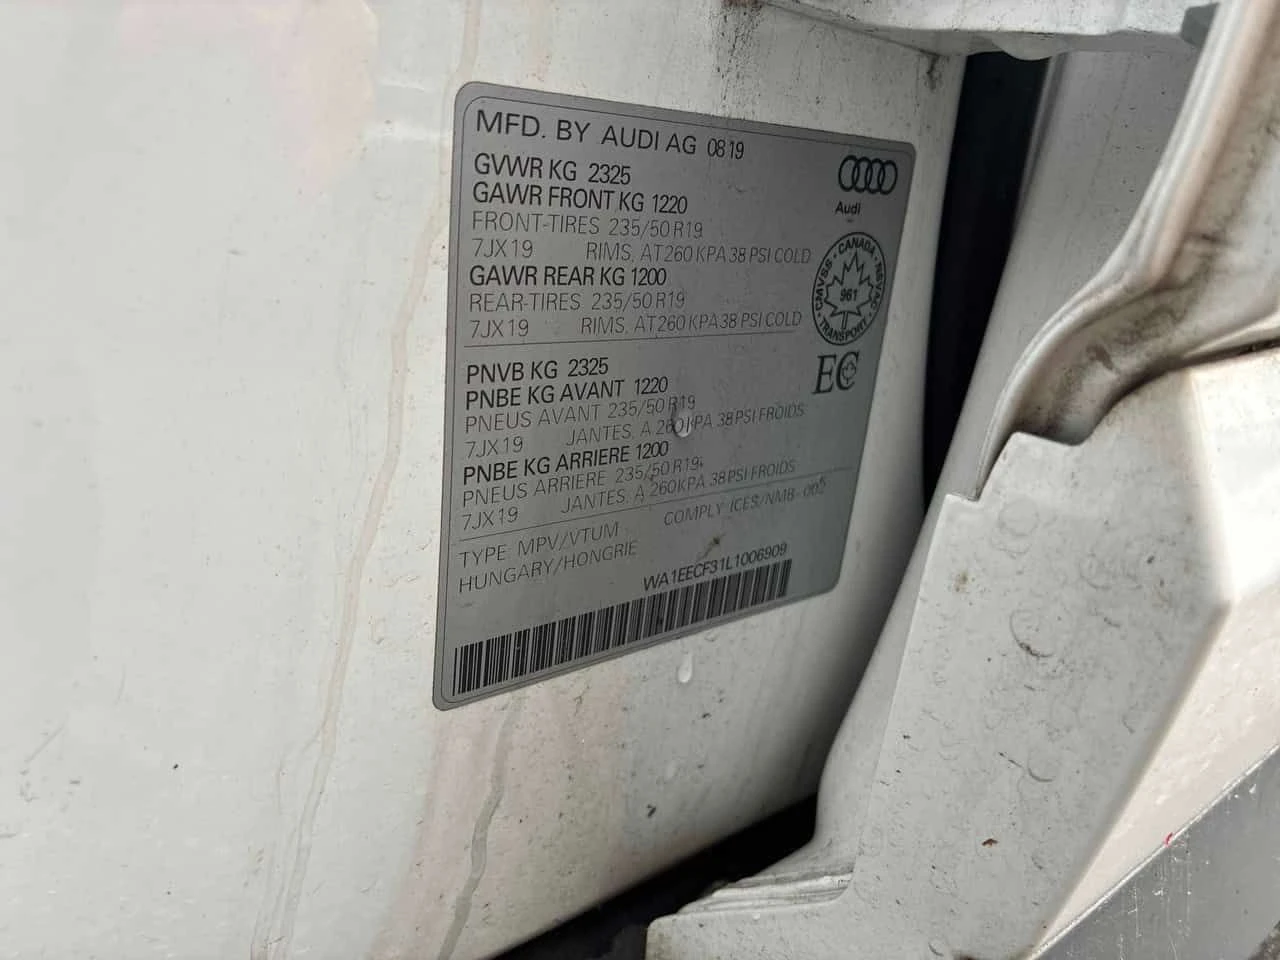 MFD. BY AUDI AG 08 19
GVWR KG 2325
GAWR FRONT KG 1220
FRONT-TIRES 235/50 R19
7JX19 RIMS, AT 260 KPA 38 PSI COLD
GAWR REAR KG 1200
REAR-TIRES 235/50 R19
7JX19 RIMS, AT 260 KPA 38 PSI COLD
Audi
CMVSS • CANADA • NSVAC
961
• TRANSPORT •
EC
PNVB KG 2325
PNBE KG AVANT 1220
PNEUS AVANT 235/50 R19
7JX19 JANTES, A 260 KPA 38 PSI FROIDS
PNBE KG ARRIERE 1200
PNEUS ARRIERE 235/50 R19,
7JX19 JANTES, A 260 KPA 38 PSI FROIDS
TYPE MPV/VTUM COMPLY ICES/NMB-002
HUNGARY/HONGRIE
WA1EECF31L1006909